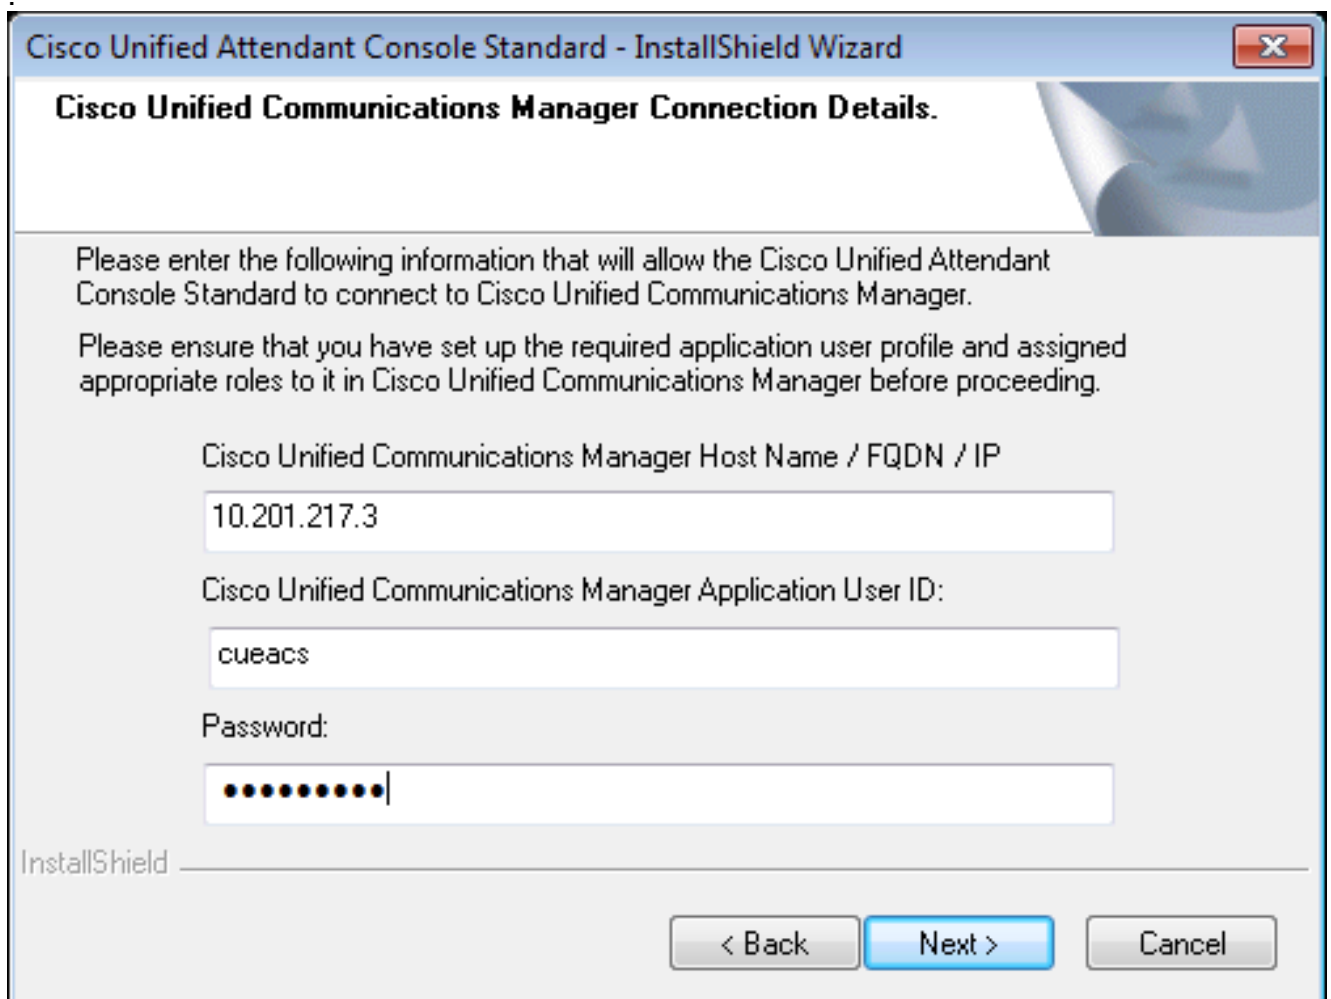 Cisco Unified Attendant Console Standard - InstallShield Wizard
Cisco Unified Communications Manager Connection Details.
Please enter the following information that will allow the Cisco Unified Attendant
Console Standard to connect to Cisco Unified Communications Manager.
Please ensure that you have set up the required application user profile and assigned
appropriate roles to it in Cisco Unified Communications Manager before proceeding.
Cisco Unified Communications Manager Host Name / FQDN / IP
10.201.217.3
Cisco Unified Communications Manager Application User ID:
cueacs
Password:
●●●●●●●●●
InstallShield
< Back Next > Cancel